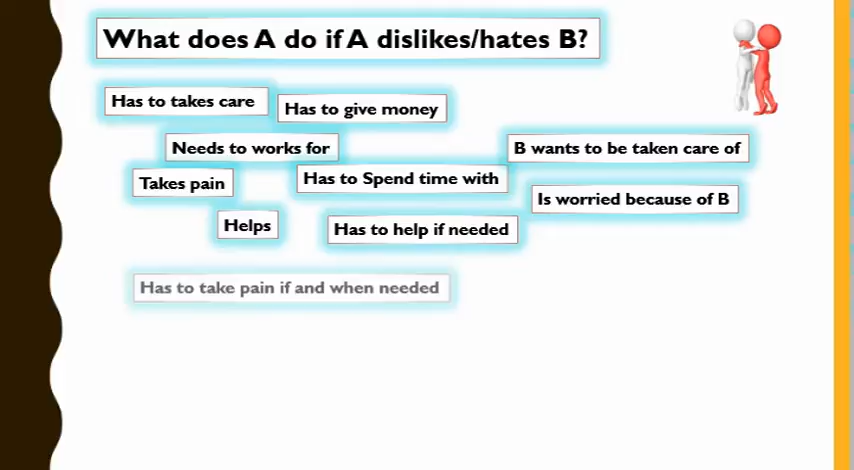 What does A do if A dislikes/hates B?
Has to takes care
Has to give money
Needs to works for
B wants to be taken care of
Takes pain
Has to Spend time with
Is worried because of B
Helps
Has to help if needed
Has to take pain if and when needed